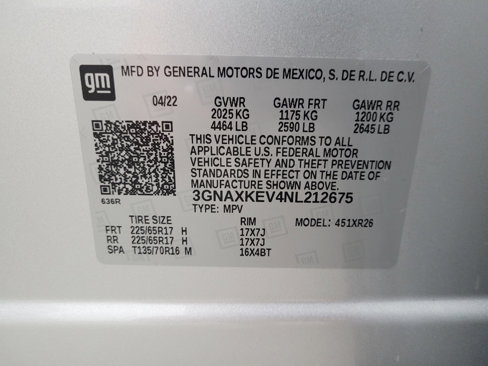 gm
MFD BY GENERAL MOTORS DE MEXICO, S. DE R.L. DE C.V.
04/22 GVWR GAWR FRT GAWR RR
2025 KG 1175 KG 1200 KG
4464 LB 2590 LB 2645 LB
THIS VEHICLE CONFORMS TO ALL
APPLICABLE U.S. FEDERAL MOTOR
VEHICLE SAFETY AND THEFT PREVENTION
STANDARDS IN EFFECT ON THE DATE OF
MANUFACTURE SHOWN ABOVE.
3GNAXKEV4NL212675
636R TYPE: MPV
TIRE SIZE RIM MODEL: 451XR26
FRT 225/65R17 H 17X7J
RR 225/65R17 H 17X7J
SPA T135/70R16 M 16X4BT